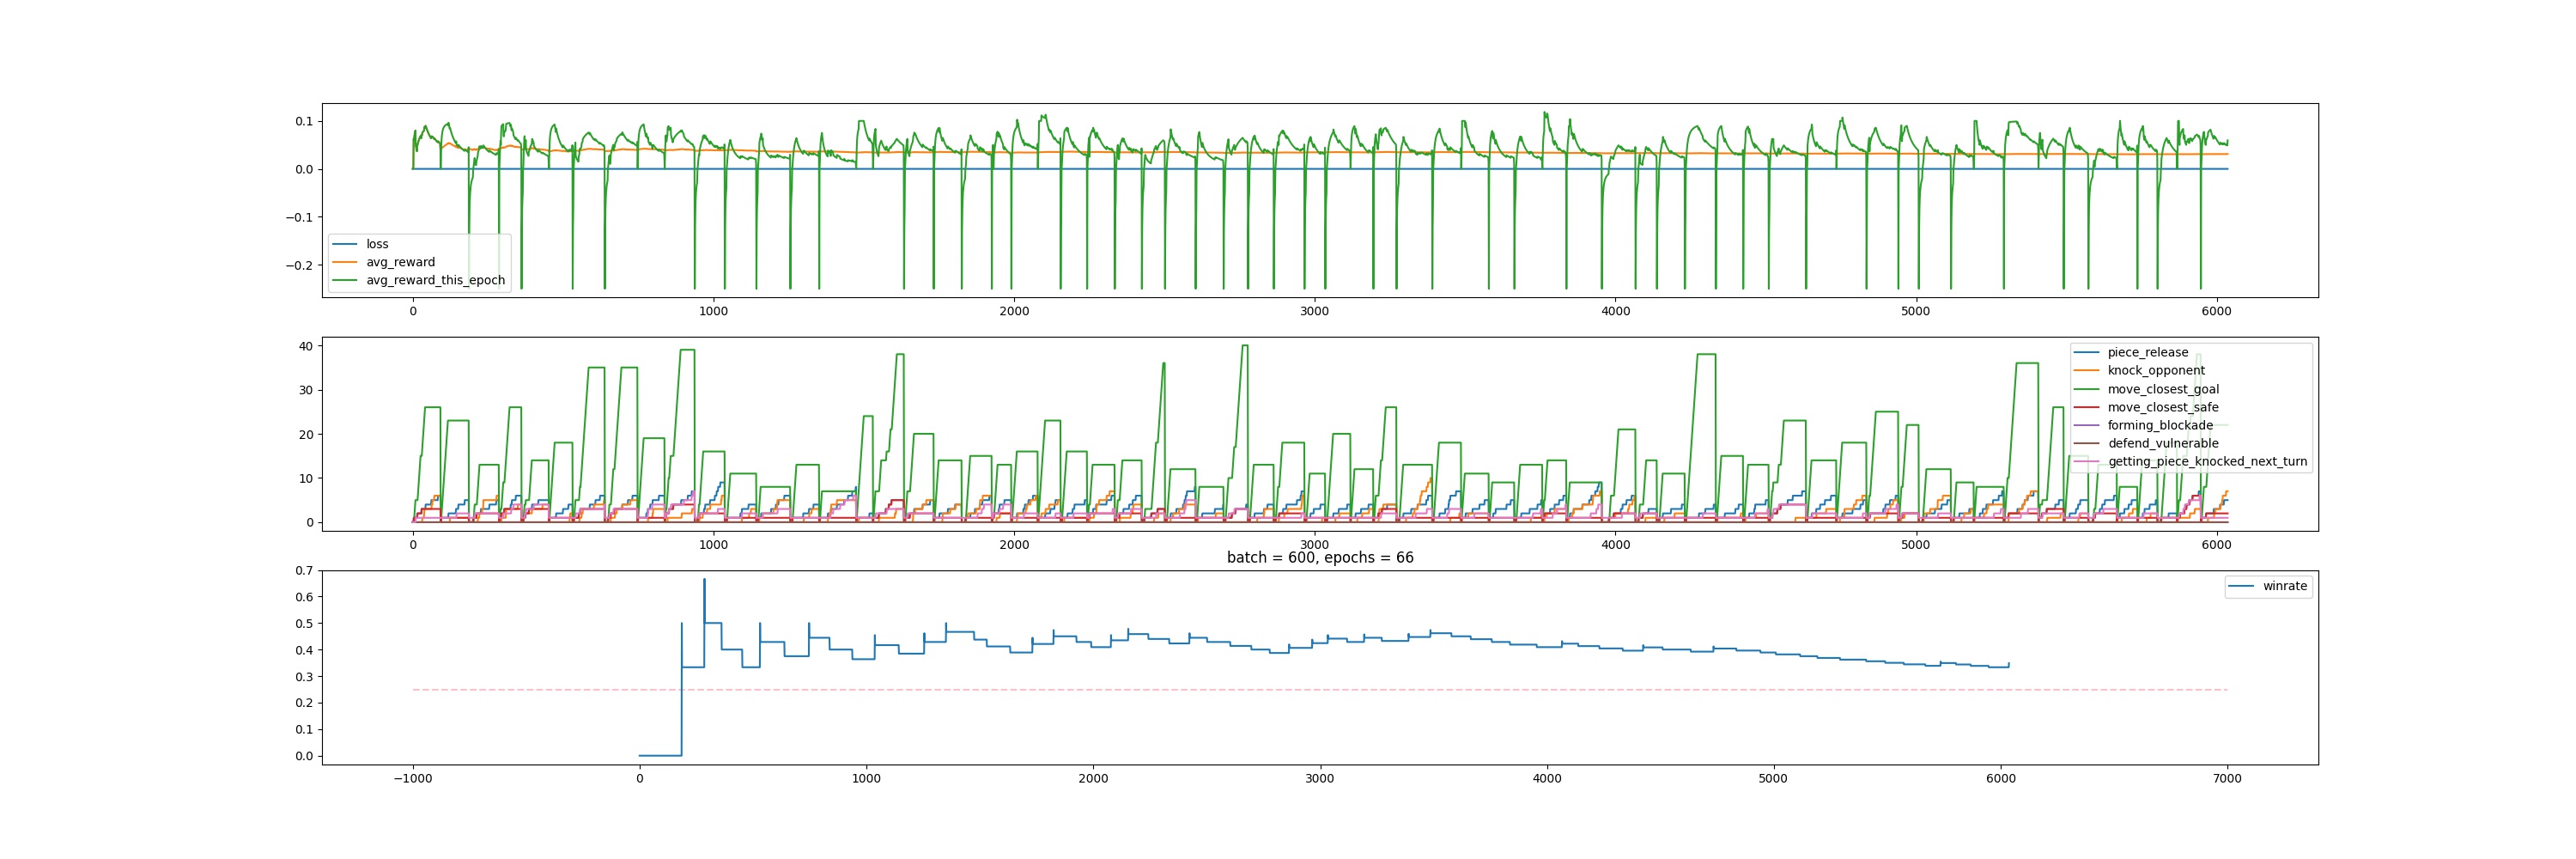 0.1
0.0
−0.1
−0.2
loss
avg_reward
avg_reward_this_epoch
0 1000 2000 3000 4000 5000 6000
40
30
20
10
0
piece_release
knock_opponent
move_closest_goal
move_closest_safe
forming_blockade
defend_vulnerable
getting_piece_knocked_next_turn
0 1000 2000 3000 4000 5000 6000
batch = 600, epochs = 66
0.7
0.6
0.5
0.4
0.3
0.2
0.1
0.0
winrate
−1000 0 1000 2000 3000 4000 5000 6000 7000